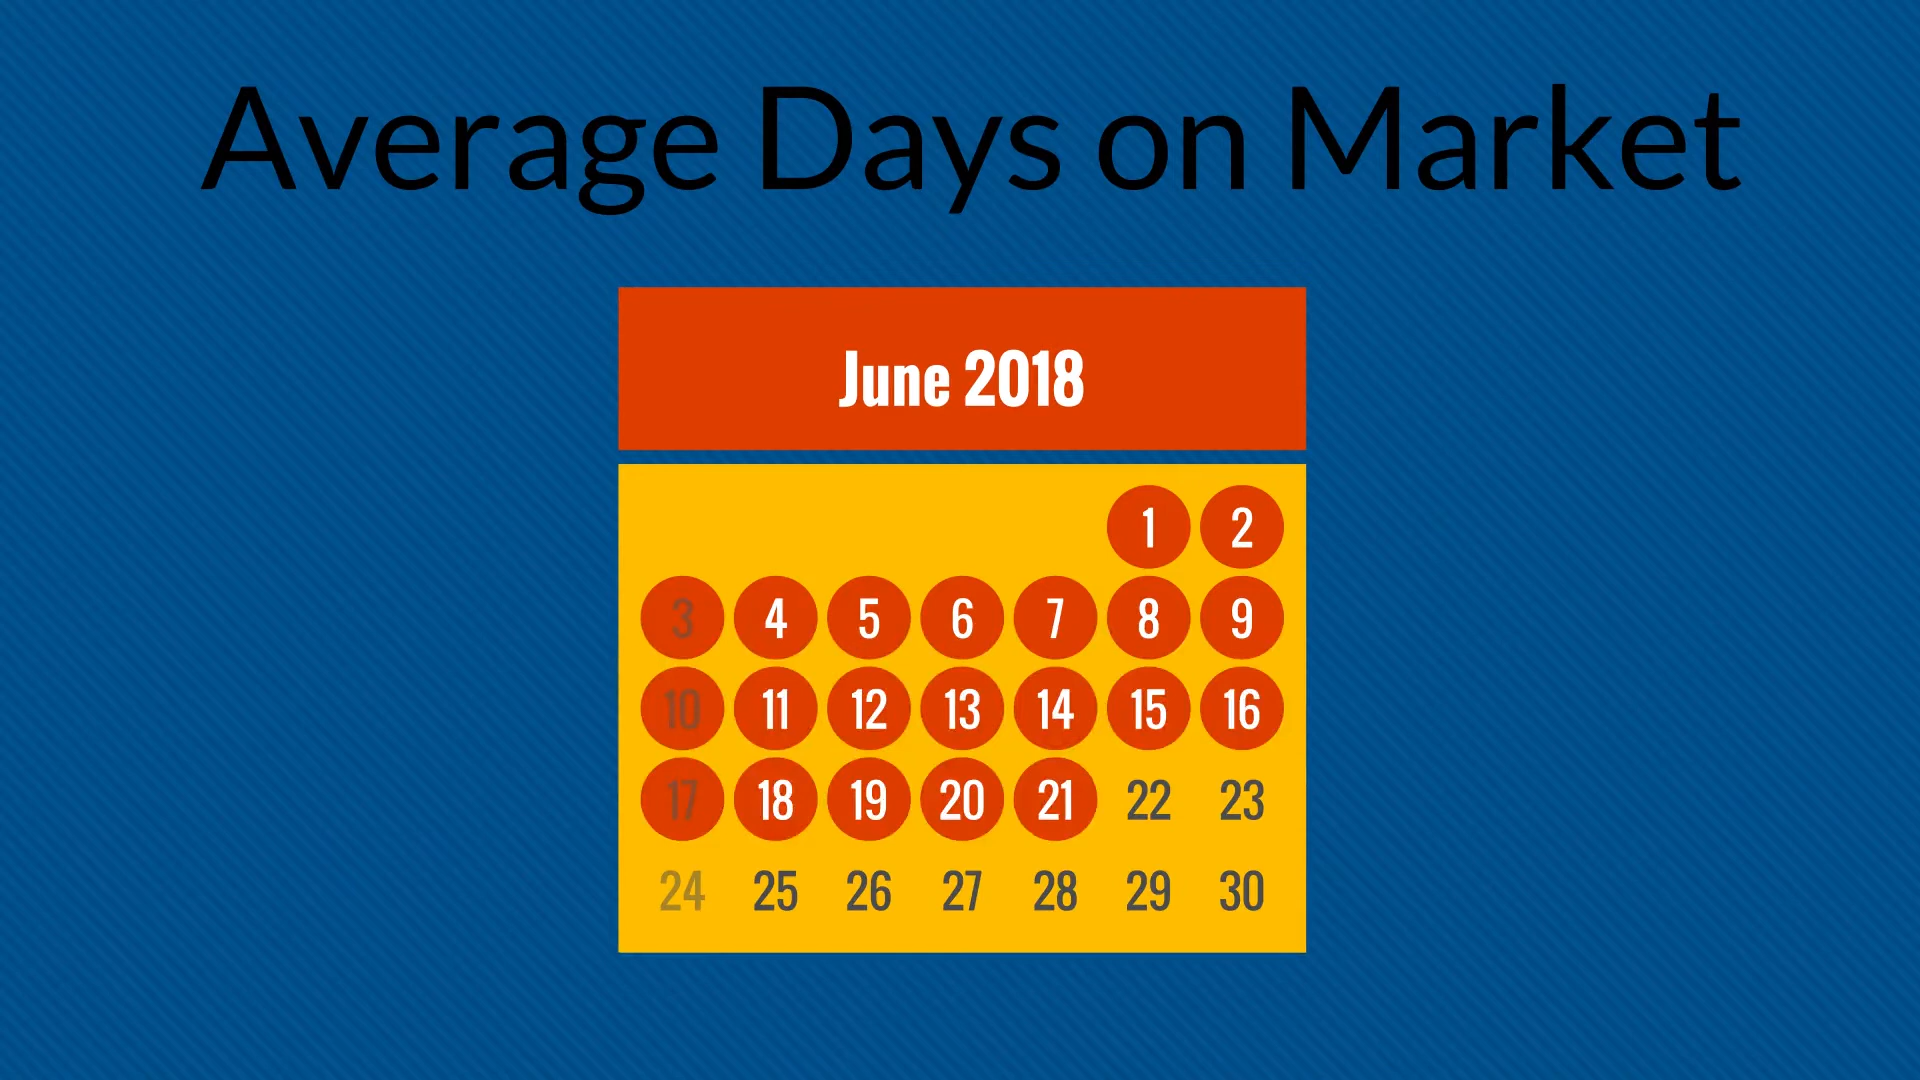 Average Days on Market
June 2018
1 2
3 4 5 6 7 8 9
10 11 12 13 14 15 16
17 18 19 20 21 22 23
24 25 26 27 28 29 30